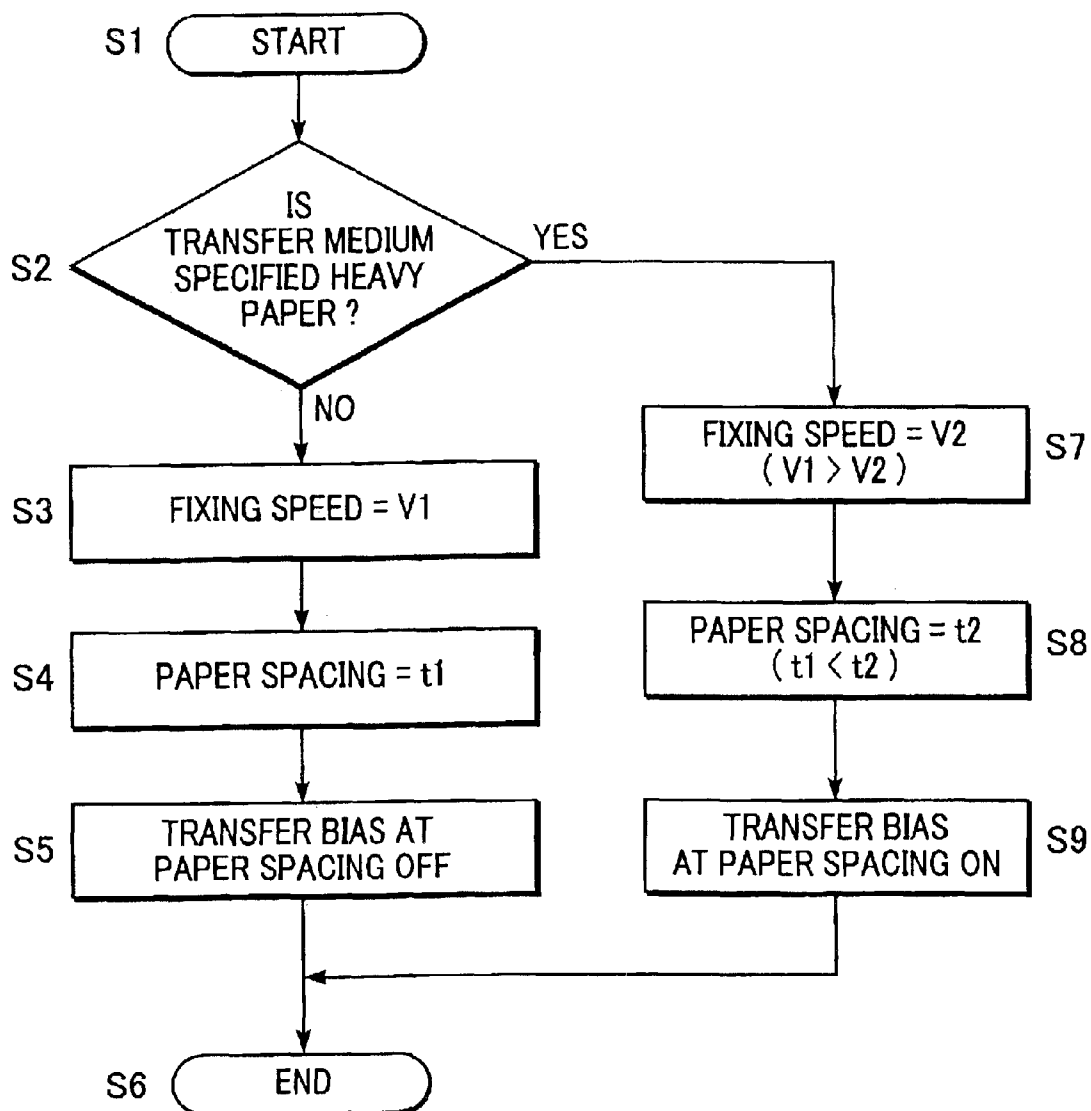 S1
START
S2
IS
TRANSFER MEDIUM
SPECIFIED HEAVY
PAPER ?
YES
NO
S3
FIXING SPEED = V1
S4
PAPER SPACING = t1
S5
TRANSFER BIAS AT
PAPER SPACING OFF
FIXING SPEED = V2
( V1 > V2 )
S7
PAPER SPACING = t2
( t1 < t2 )
S8
TRANSFER BIAS
AT PAPER SPACING ON
S9
S6
END